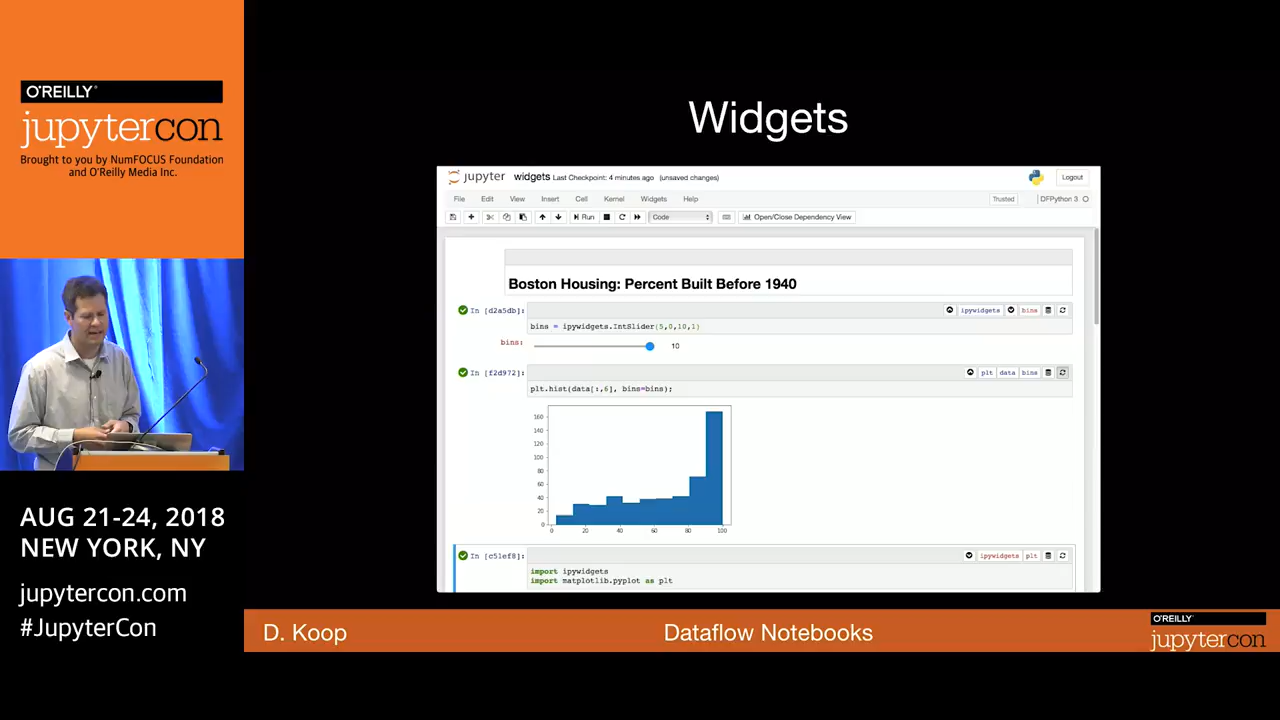 O'REILLY®
jupytercon
Brought to you by NumFOCUS Foundation
and O'Reilly Media Inc.
AUG 21-24, 2018
NEW YORK, NY
jupytercon.com
#JupyterCon
Widgets
jupyter widgets Last Checkpoint: 4 minutes ago (unsaved changes)
Logout
File Edit View Insert Cell Kernel Widgets Help
Trusted DFPython 3
Run Code Open/Close Dependency View
Boston Housing: Percent Built Before 1940
In [d2a5db]: ipywidgets bins
bins = ipywidgets.IntSlider(5,0,10,1)
bins: 10
In [f2d972]: plt data bins
plt.hist(data[:,6], bins=bins);
160
140
120
100
80
60
40
20
0
0 20 40 60 80 100
In [c51ef8]: ipywidgets plt
import ipywidgets
import matplotlib.pyplot as plt
D. Koop
Dataflow Notebooks
O'REILLY®
jupytercon